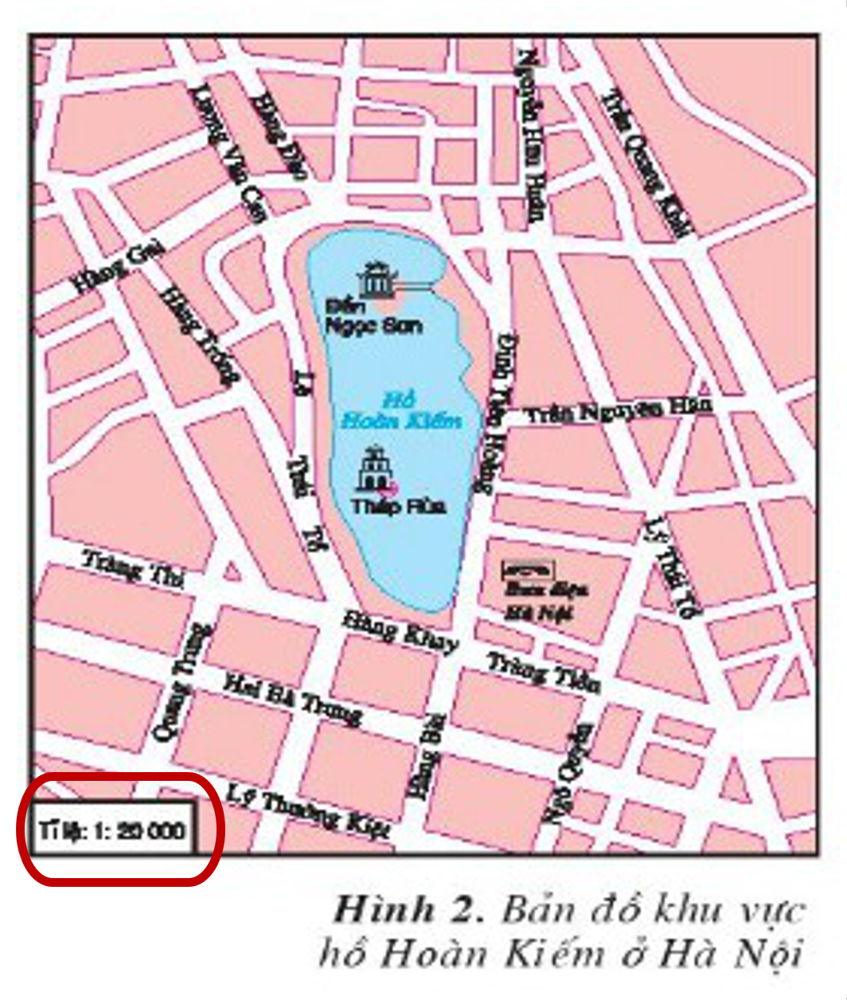 Nguyễn Hữu Huân
Trần Quang Khải
Lương Văn Can
Hàng Đào
Hàng Gai
Hàng Trống
Đền
Ngọc Sơn
Đinh Tiên Hoàng
Lê
Thái
Tổ
Hồ
Hoàn Kiếm
Trần Nguyên Hãn
Tháp Rùa
Lý Thái Tổ
Tràng Thi
Bưu điện
Hà Nội
Hàng Khay
Tràng Tiền
Quang Trung
Hai Bà Trưng
Hàng Bài
Ngô Quyền
Lý Thường Kiệt
Tỉ lệ: 1: 20 000
Hình 2. Bản đồ khu vực
hồ Hoàn Kiếm ở Hà Nội